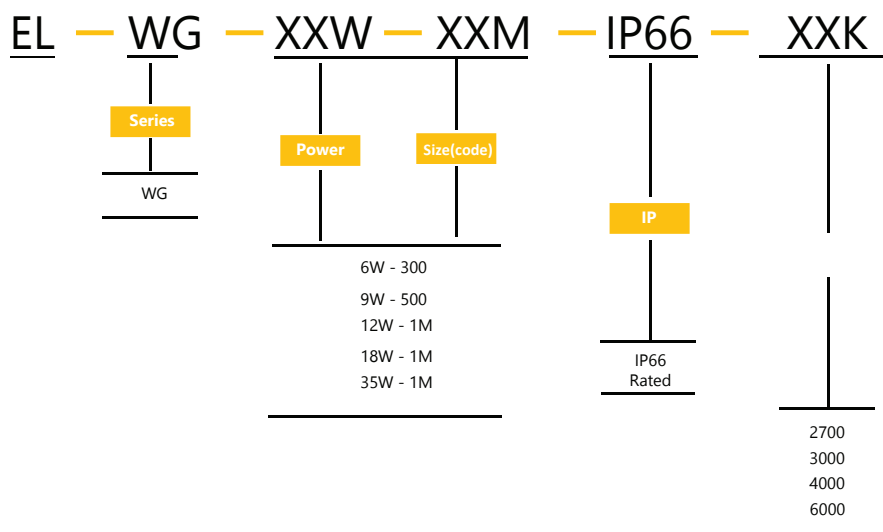 EL — WG — XXW — XXM — IP66 — XXK
Series
Power
Size(code)
WG
IP
6W - 300
9W - 500
12W - 1M
18W - 1M
35W - 1M
IP66
Rated
2700
3000
4000
6000